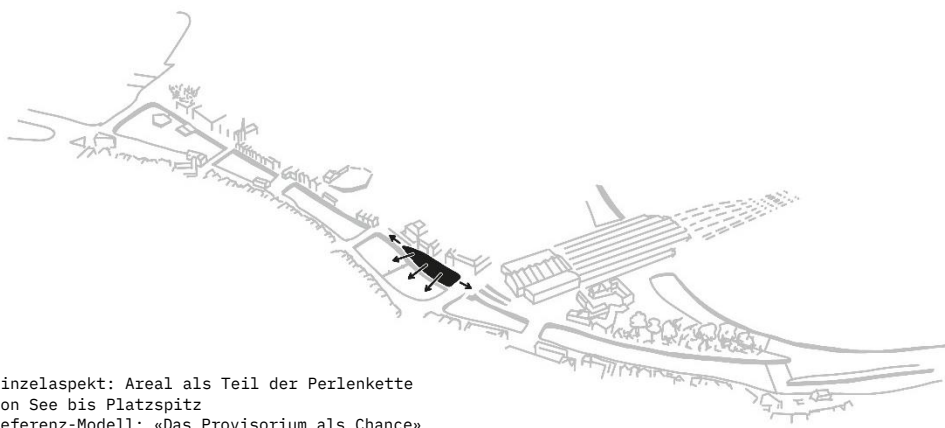 inzelaspekt: Areal als Teil der Perlenkette
on See bis Platzspitz
eferenz-Modell: «Das Provisorium als Chance»